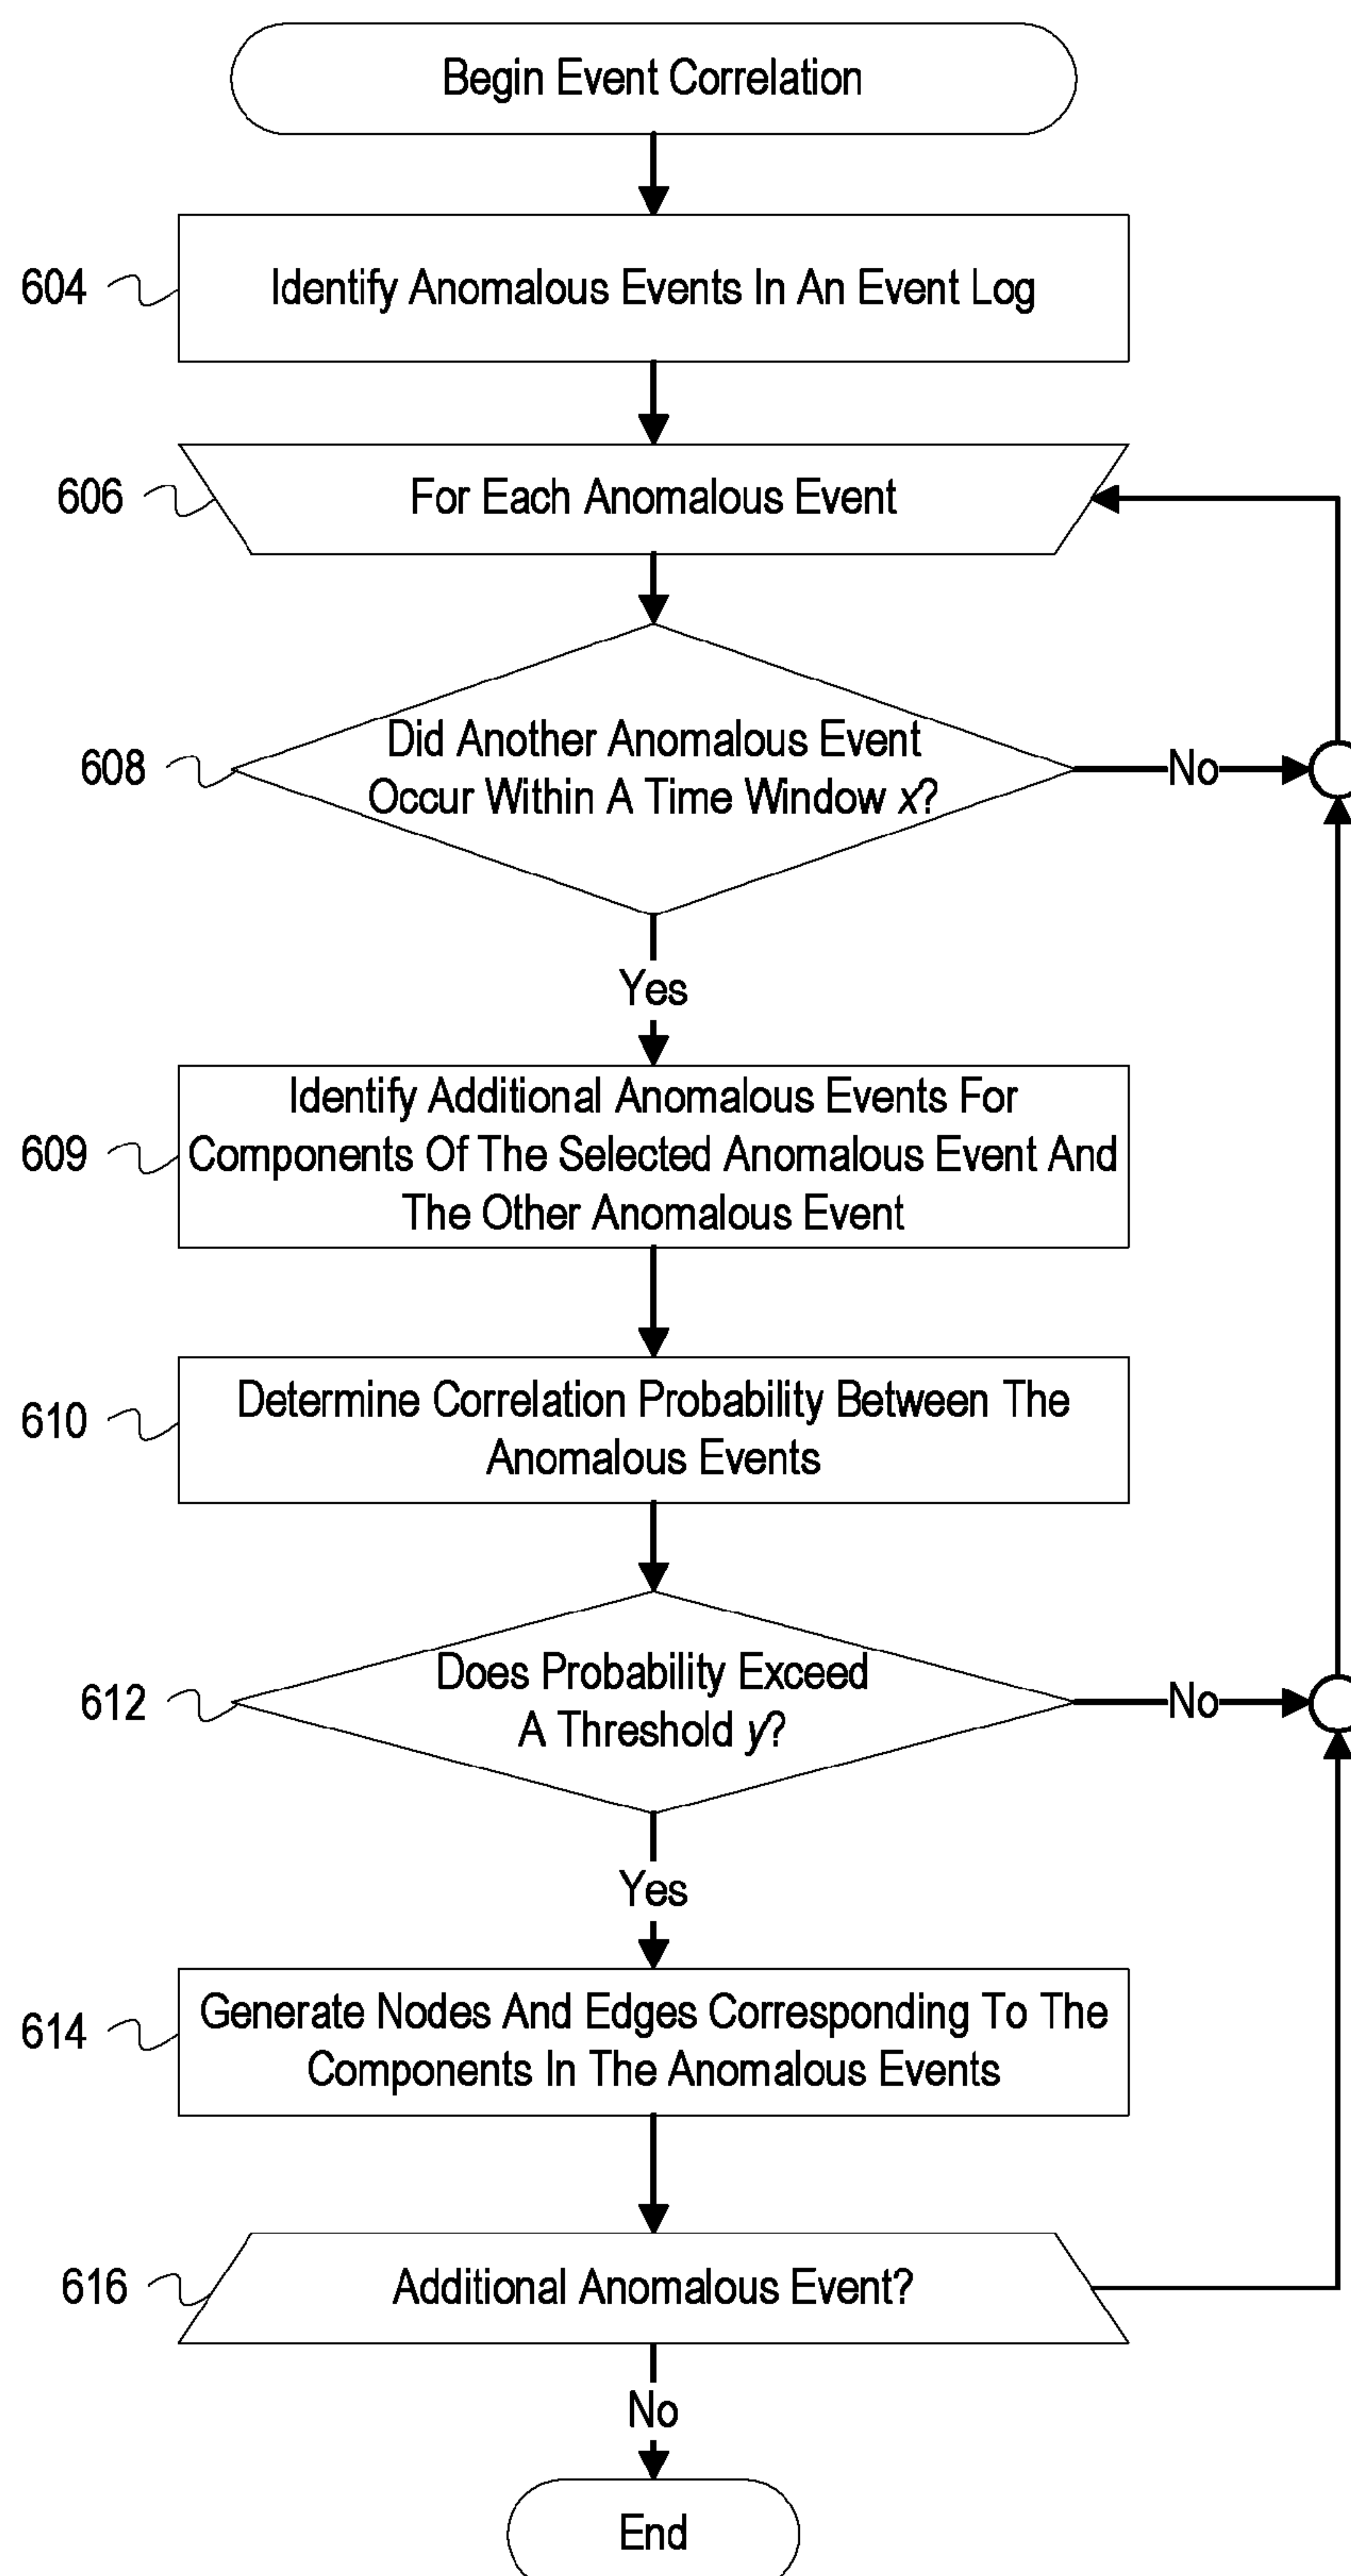 Begin Event Correlation
604
Identify Anomalous Events In An Event Log
606
For Each Anomalous Event
608
Did Another Anomalous Event
Occur Within A Time Window x?
No
Yes
609
Identify Additional Anomalous Events For
Components Of The Selected Anomalous Event And
The Other Anomalous Event
610
Determine Correlation Probability Between The
Anomalous Events
612
Does Probability Exceed
A Threshold y?
No
Yes
614
Generate Nodes And Edges Corresponding To The
Components In The Anomalous Events
616
Additional Anomalous Event?
No
End